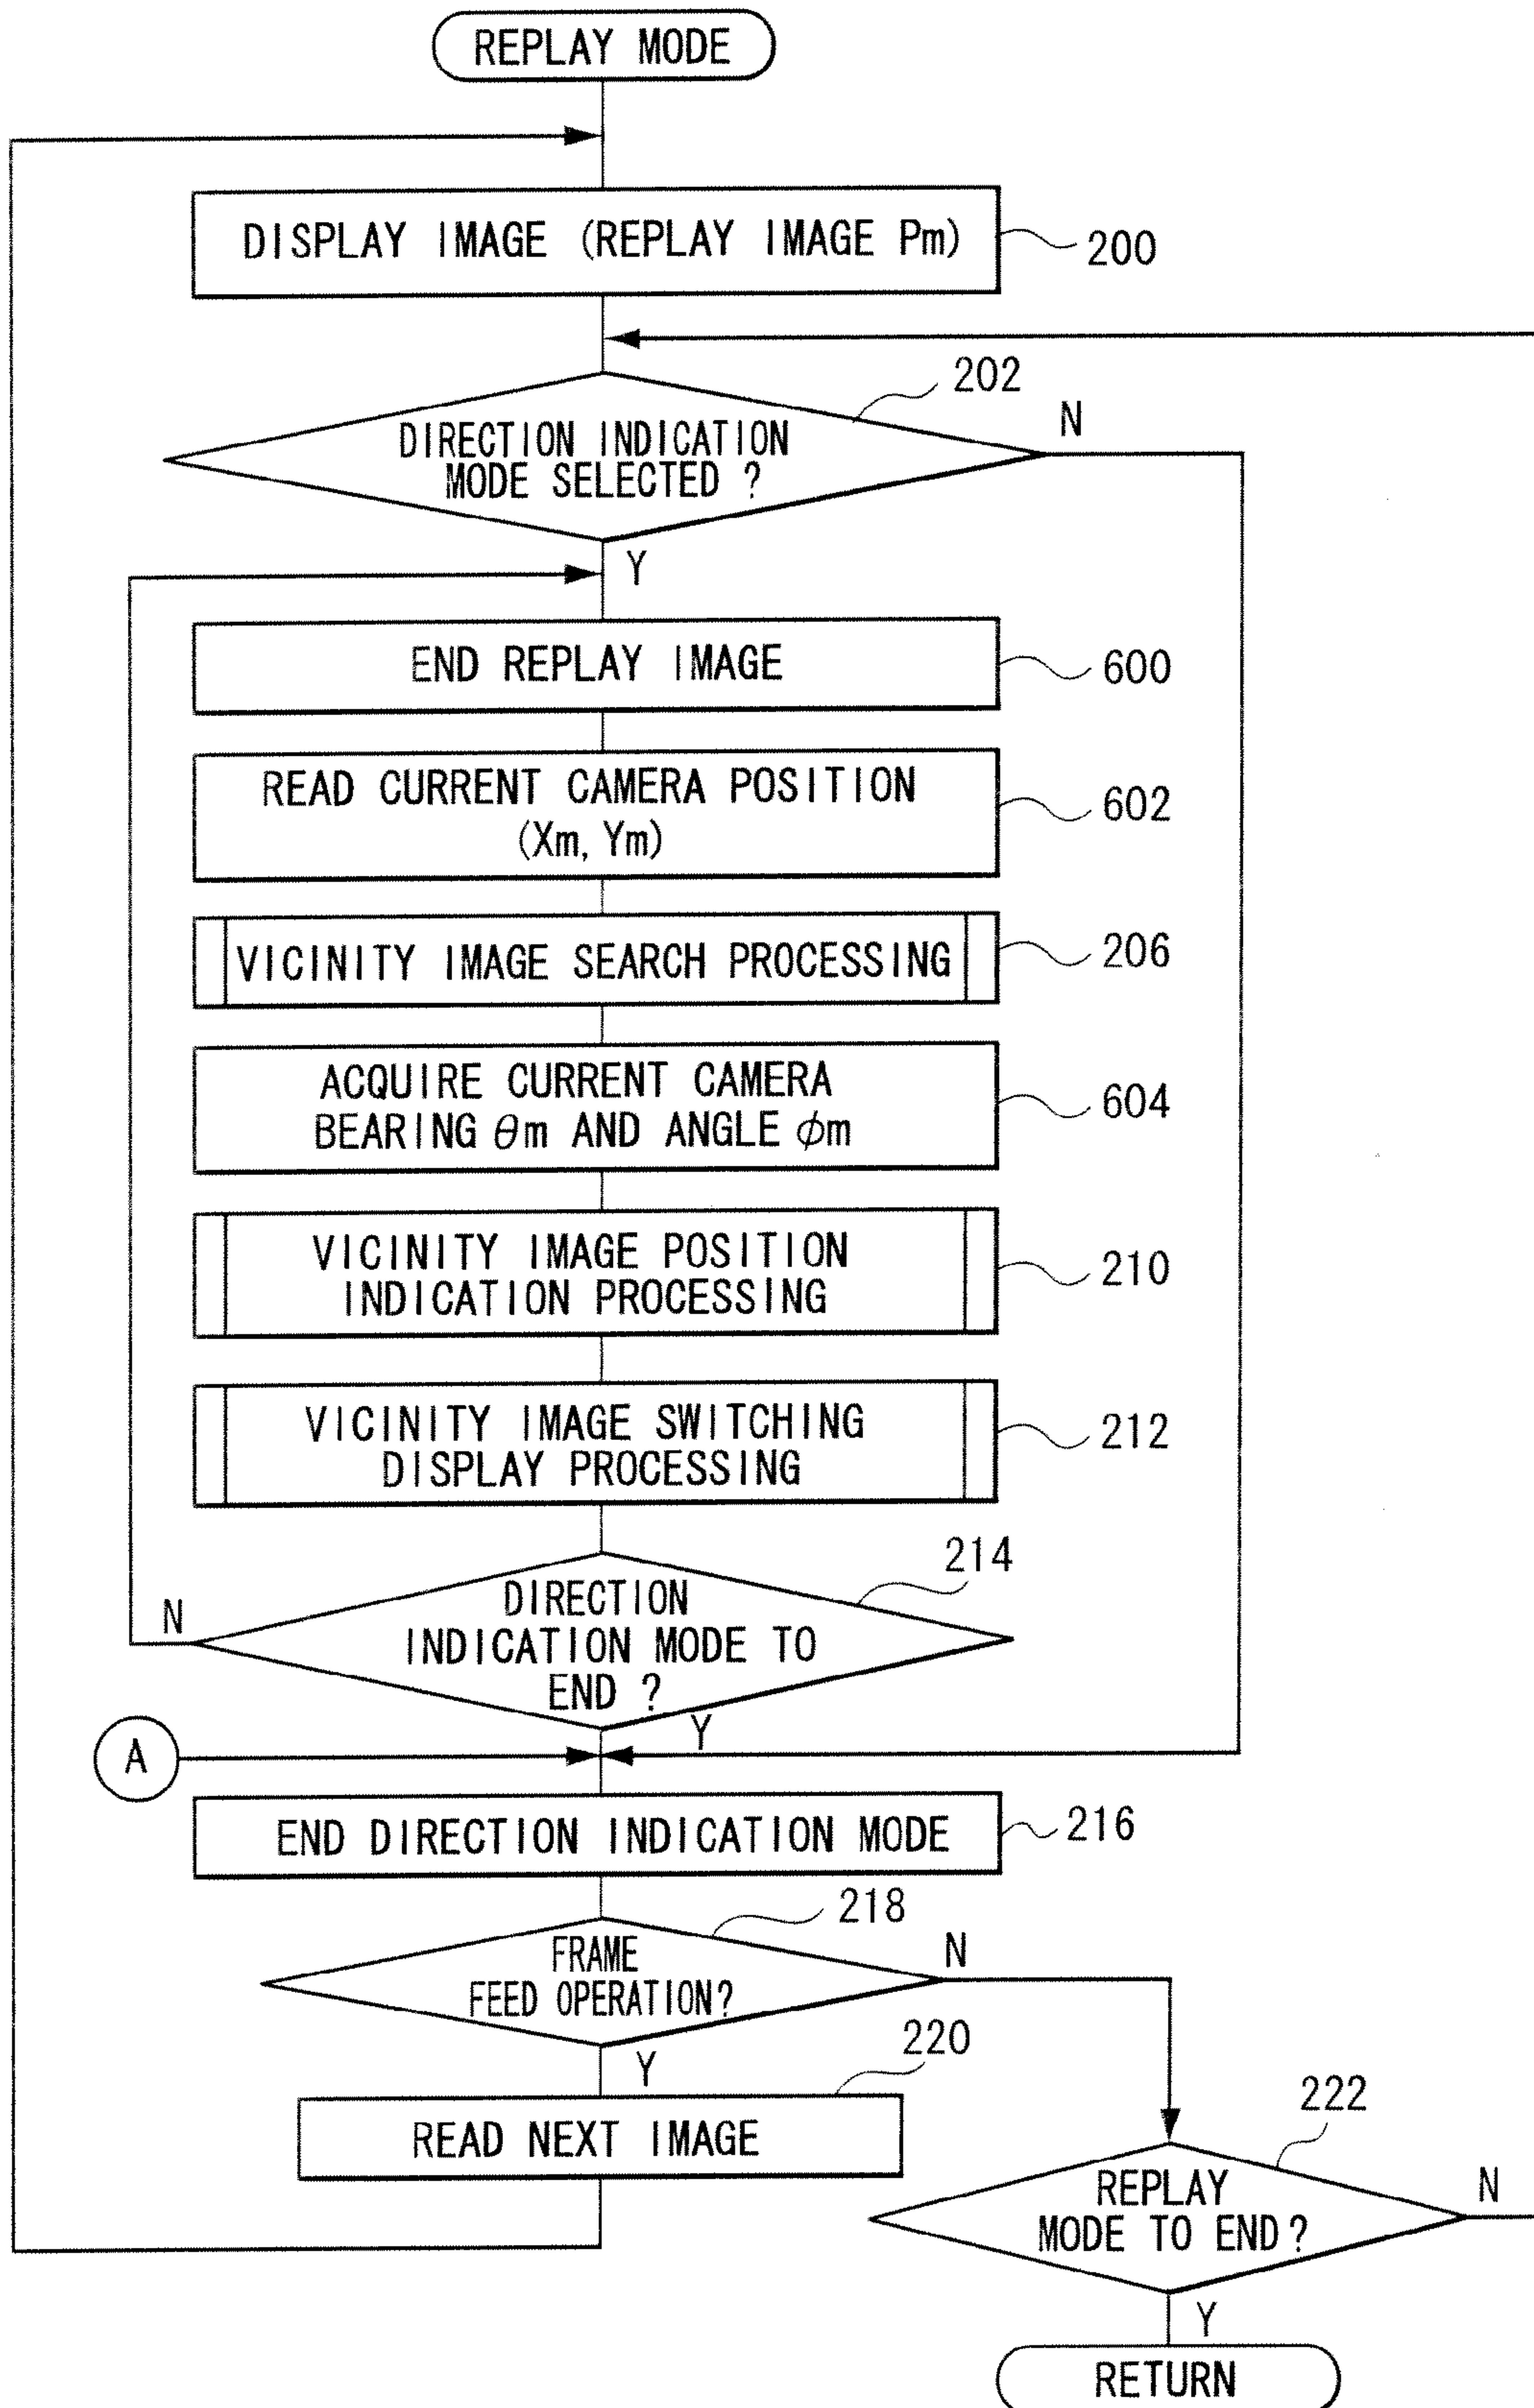 REPLAY MODE
DISPLAY IMAGE (REPLAY IMAGE Pm)
200
202
N
DIRECTION INDICATION
MODE SELECTED ?
Y
END REPLAY IMAGE
600
READ CURRENT CAMERA POSITION
(Xm, Ym)
602
VICINITY IMAGE SEARCH PROCESSING
206
ACQUIRE CURRENT CAMERA
BEARING θm AND ANGLE ϕm
604
VICINITY IMAGE POSITION
INDICATION PROCESSING
210
VICINITY IMAGE SWITCHING
DISPLAY PROCESSING
212
214
N
DIRECTION
INDICATION MODE TO
END ?
Y
A
END DIRECTION INDICATION MODE
216
218
N
FRAME
FEED OPERATION?
Y
220
READ NEXT IMAGE
222
REPLAY
MODE TO END?
N
Y
RETURN